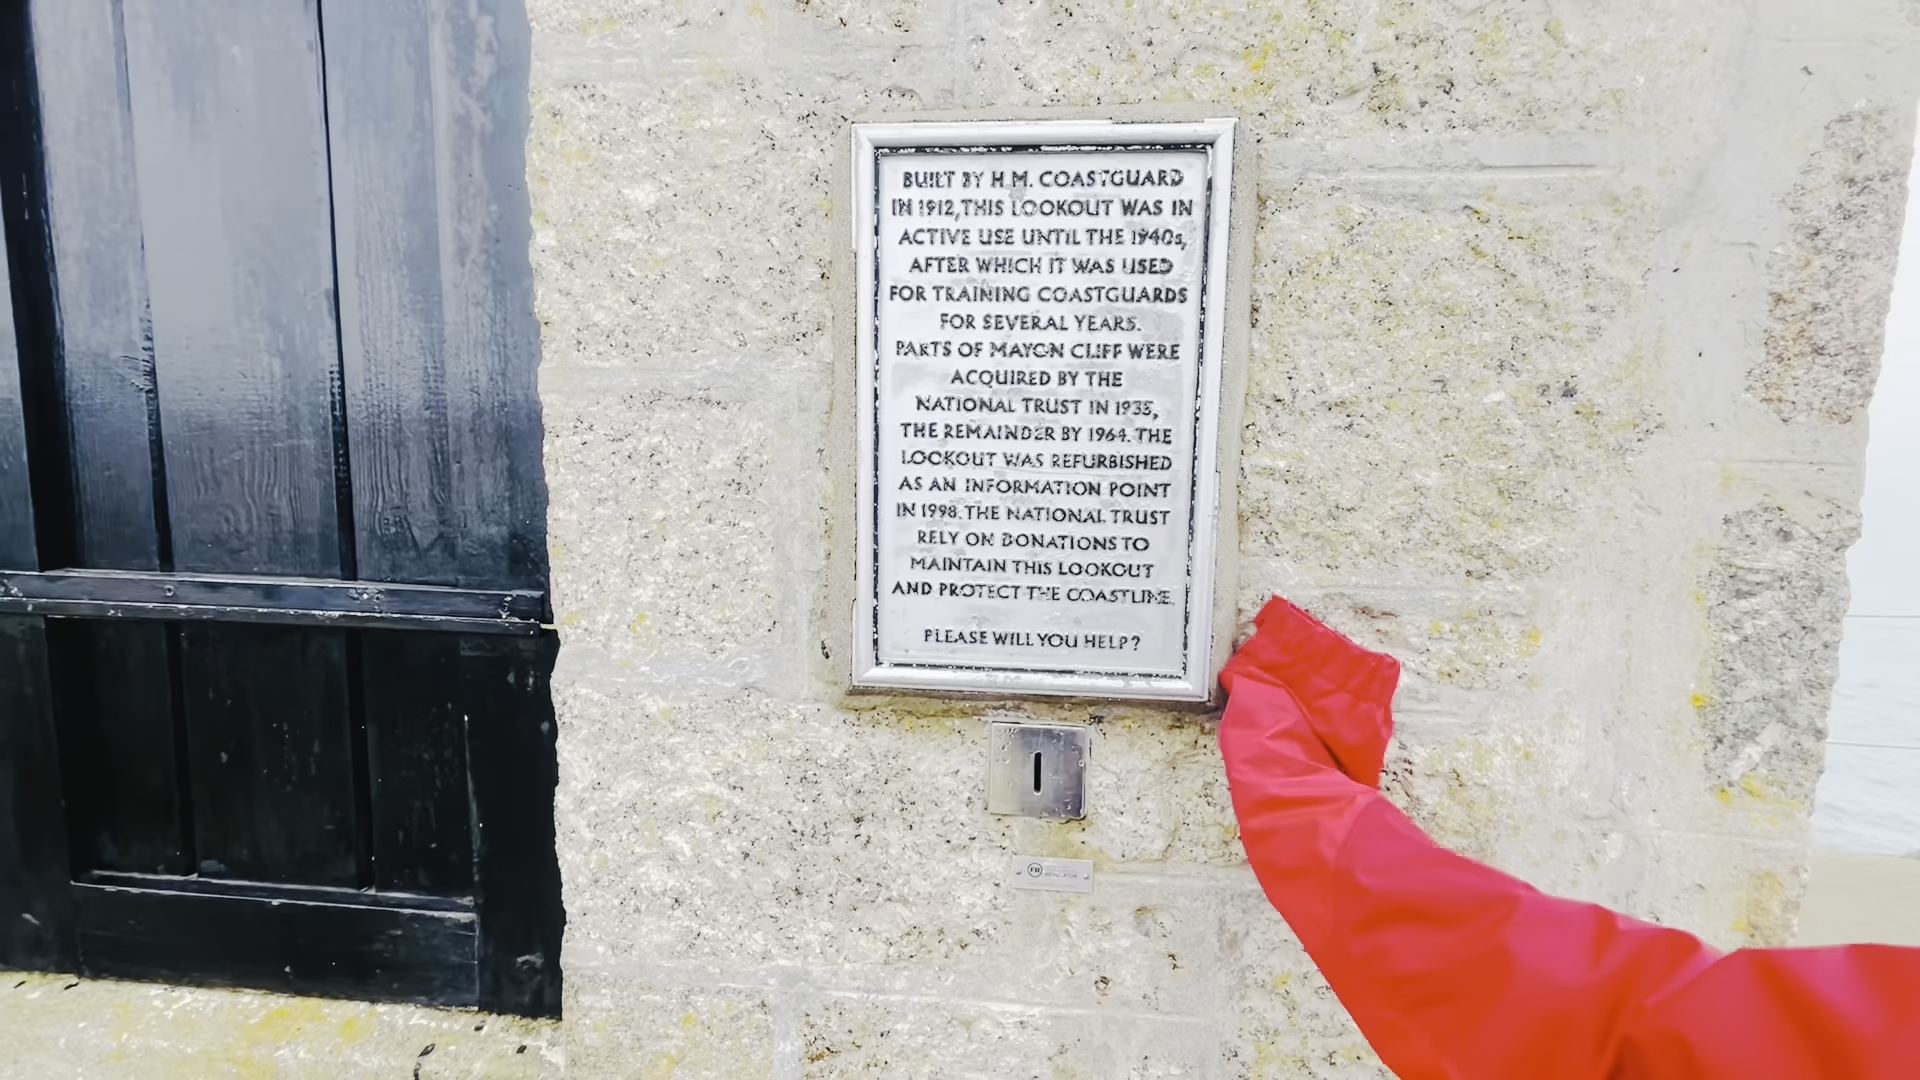 BUILT BY H.M. COASTGUARD
IN 1912, THIS LOOKOUT WAS IN
ACTIVE USE UNTIL THE 1940s,
AFTER WHICH IT WAS USED
FOR TRAINING COASTGUARDS
FOR SEVERAL YEARS.
PARTS OF MAYON CLIFF WERE
ACQUIRED BY THE
NATIONAL TRUST IN 1935,
THE REMAINDER BY 1964. THE
LOOKOUT WAS REFURBISHED
AS AN INFORMATION POINT
IN 1998. THE NATIONAL TRUST
RELY ON DONATIONS TO
MAINTAIN THIS LOOKOUT
AND PROTECT THE COASTLINE.
PLEASE WILL YOU HELP?
FR